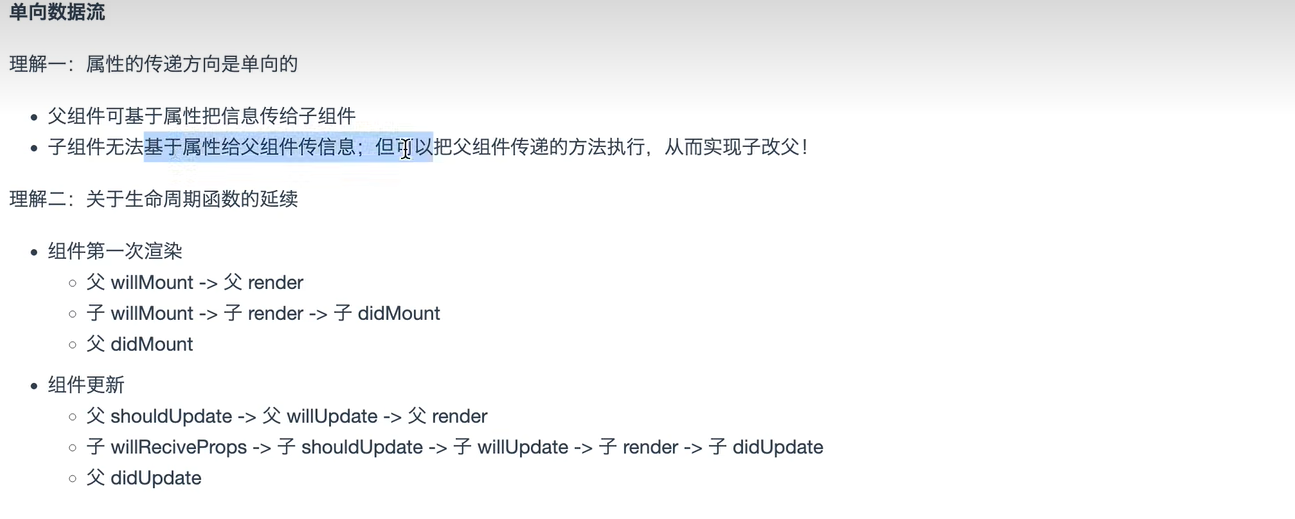 单向数据流
理解一：属性的传递方向是单向的
• 父组件可基于属性把信息传给子组件
• 子组件无法基于属性给父组件传信息；但可以把父组件传递的方法执行，从而实现子改父！
理解二：关于生命周期函数的延续
• 组件第一次渲染
○ 父 willMount -> 父 render
○ 子 willMount -> 子 render -> 子 didMount
○ 父 didMount
• 组件更新
○ 父 shouldUpdate -> 父 willUpdate -> 父 render
○ 子 willReciveProps -> 子 shouldUpdate -> 子 willUpdate -> 子 render -> 子 didUpdate
○ 父 didUpdate